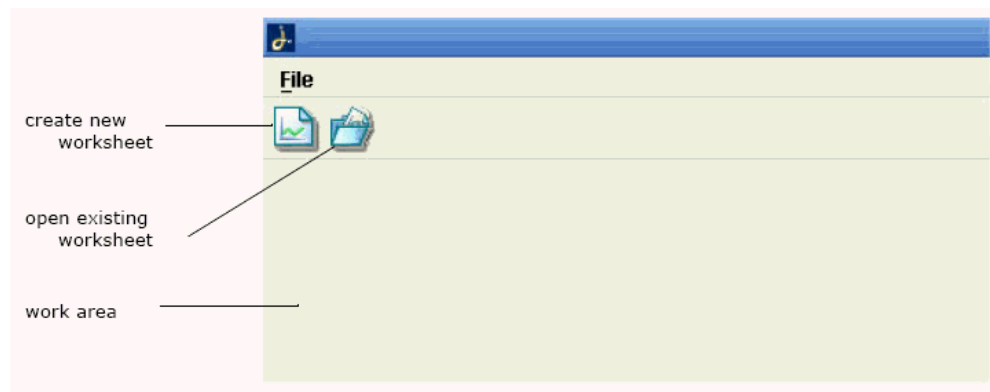 File
create new
worksheet
open existing
worksheet
work area